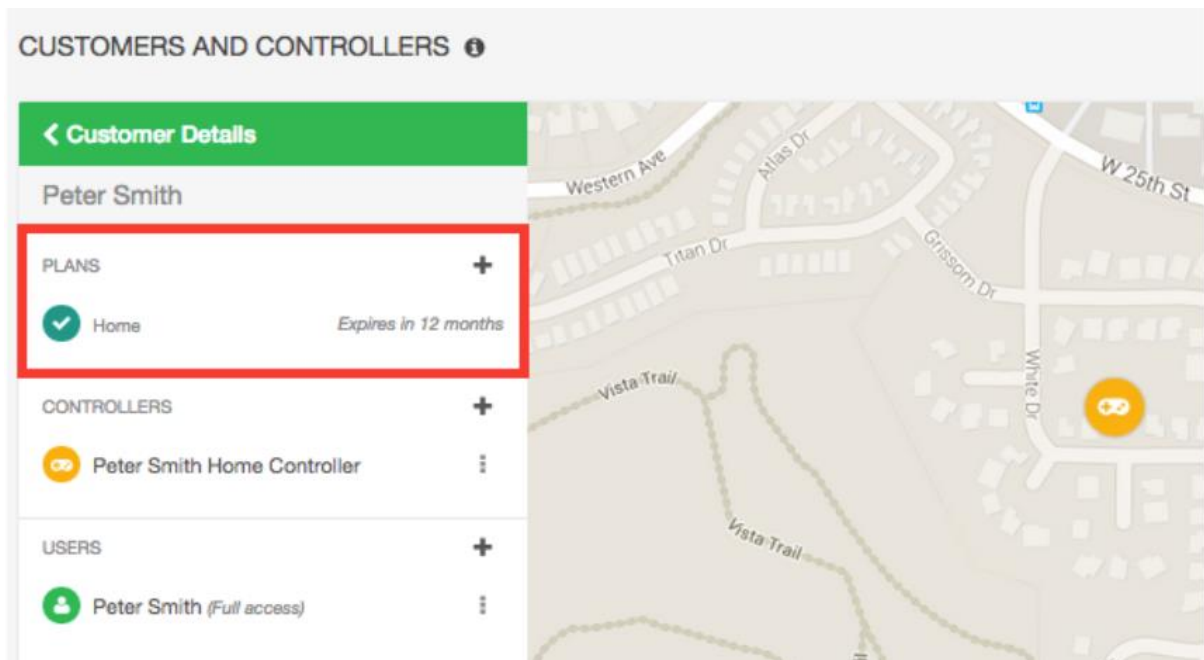 CUSTOMERS AND CONTROLLERS
Customer Details
Peter Smith
PLANS
Home Expires in 12 months
CONTROLLERS
Peter Smith Home Controller
USERS
Peter Smith (Full access)
Western Ave
Atlas Dr
W 25th St
Titan Dr
Grissom Dr
White Dr
Vista Trail
Vista Trail